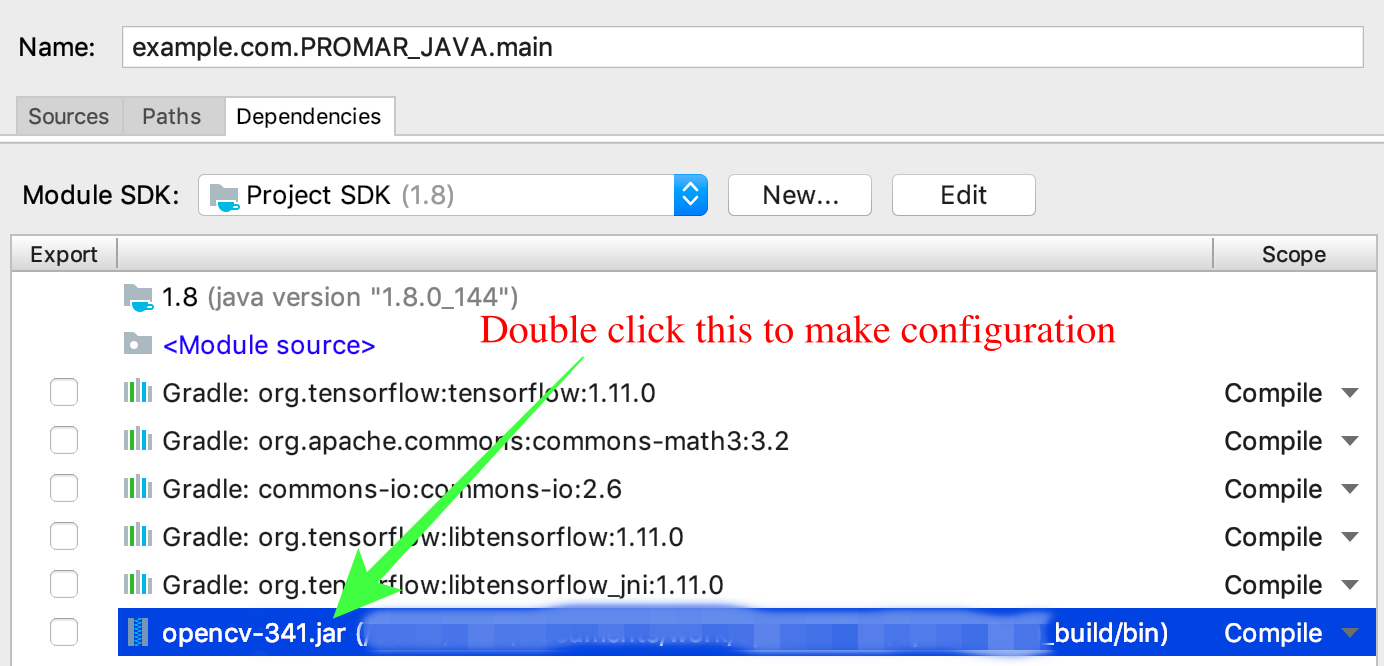 Name: example.com.PROMAR_JAVA.main
Sources Paths Dependencies
Module SDK: Project SDK (1.8) New... Edit
Export Scope
1.8 (java version "1.8.0_144")
Double click this to make configuration
<Module source>
Gradle: org.tensorflow:tensorflow:1.11.0 Compile
Gradle: org.apache.commons:commons-math3:3.2 Compile
Gradle: commons-io:commons-io:2.6 Compile
Gradle: org.tensorflow:libtensorflow:1.11.0 Compile
Gradle: org.tensorflow:libtensorflow_jni:1.11.0 Compile
opencv-341.jar (/ _build/bin) Compile